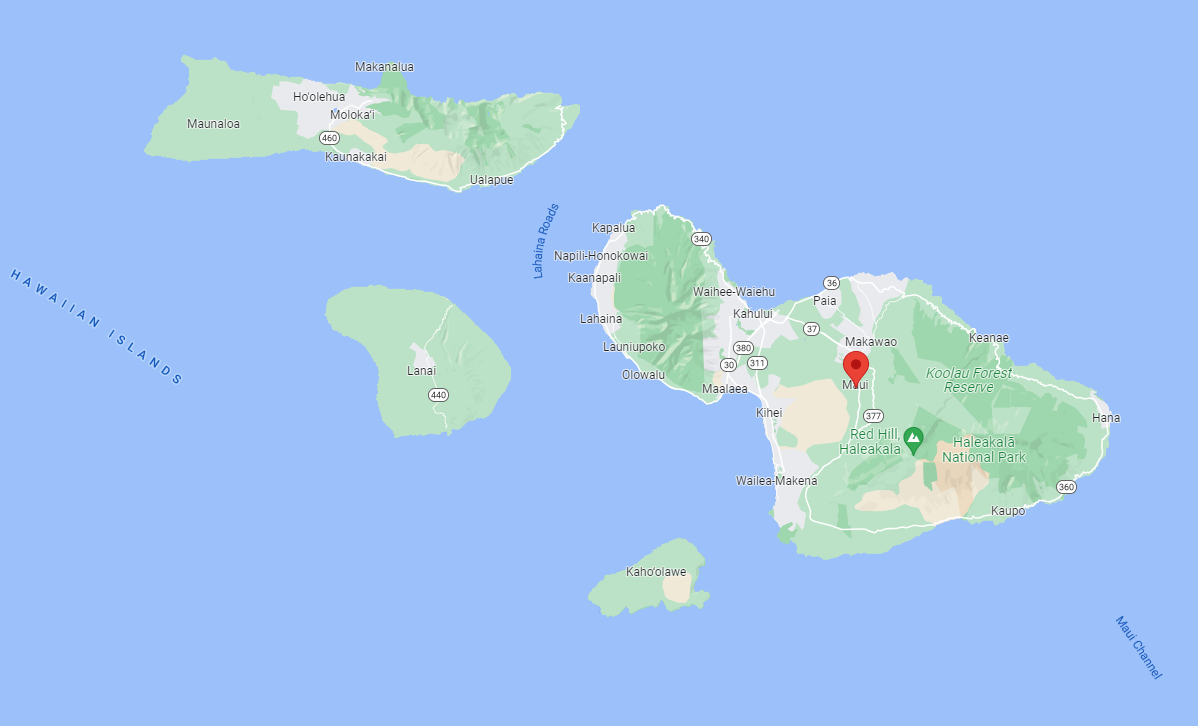 Makanalua
Ho'olehua
Moloka'i
Maunaloa
460
Kaunakakai
Ualapue
Lahaina Roads
Kapalua
340
Napili-Honokowai
Kaanapali
HAWAIIAN ISLANDS
Waihee-Waiehu
36
Paia
Kahului
Lahaina
37
Keanae
Makawao
Launiupoko
380
30
311
Lanai
Olowalu
Maui
Koolau Forest
Reserve
Maalaea
440
Kihei
377
Hana
Red Hill,
Haleakala
Haleakalā
National Park
Wailea-Makena
360
Kaupo
Kaho'olawe
Maui Channel